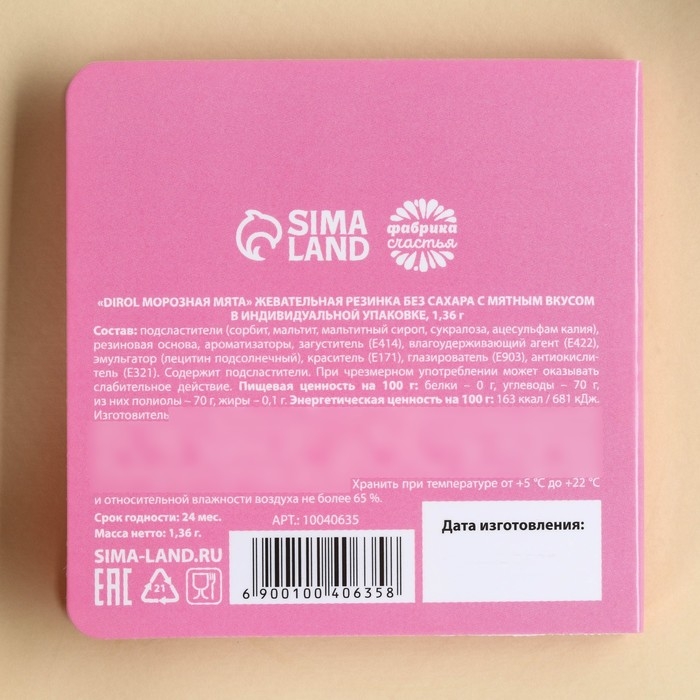 SIMA
LAND
фабрика
счастья
«DIROL МОРОЗНАЯ МЯТА» ЖЕВАТЕЛЬНАЯ РЕЗИНКА БЕЗ САХАРА С МЯТНЫМ ВКУСОМ
В ИНДИВИДУАЛЬНОЙ УПАКОВКЕ, 1,36 г
Состав: подсластители (сорбит, мальтит, мальтитный сироп, сукралоза, ацесульфам калия),
резиновая основа, ароматизаторы, загуститель (Е414), влагоудерживающий агент (Е422),
эмульгатор (лецитин подсолнечный), краситель (Е171), глазирователь (Е903), антиокисли-
тель (Е321). Содержит подсластители. При чрезмерном употреблении может оказывать
слабительное действие. Пищевая ценность на 100 г: белки – 0 г, углеводы – 70 г,
из них полиолы – 70 г, жиры – 0,1 г. Энергетическая ценность на 100 г: 163 ккал / 681 кДж.
Изготовитель
Хранить при температуре от +5 °С до +22 °С
и относительной влажности воздуха не более 65 %.
Срок годности: 24 мес.
Масса нетто: 1,36 г.
АРТ.: 10040635
SIMA-LAND.RU
EAC
21
6 900100 406358
Дата изготовления: